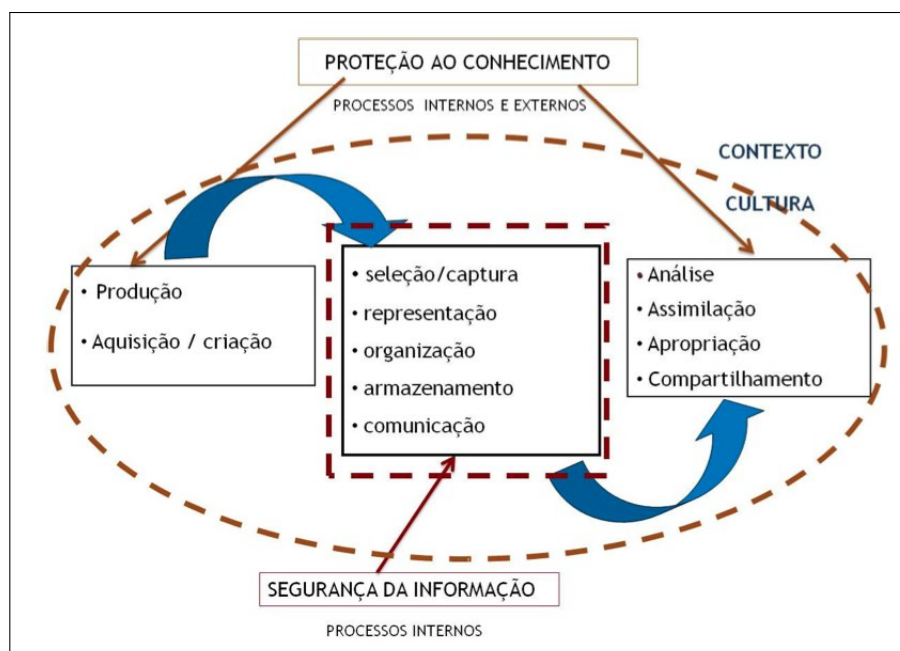 PROTEÇÃO AO CONHECIMENTO
PROCESSOS INTERNOS E EXTERNOS
CONTEXTO
CULTURA
• Produção
• Aquisição / criação
• seleção/captura
• representação
• organização
• armazenamento
• comunicação
• Análise
• Assimilação
• Apropriação
• Compartilhamento
SEGURANÇA DA INFORMAÇÃO
PROCESSOS INTERNOS